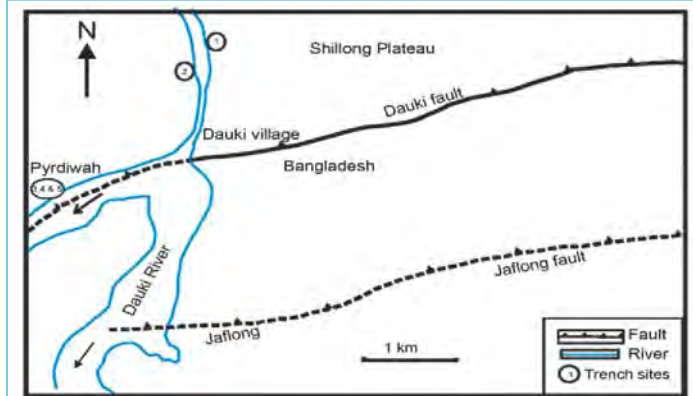 N
1
Shillong Plateau
2
Dauki fault
Dauki village
Bangladesh
Pyrdiwah
3,4 & 5
Dauki River
Jaflong fault
Jaflong
1 km
Fault
River
1 Trench sites